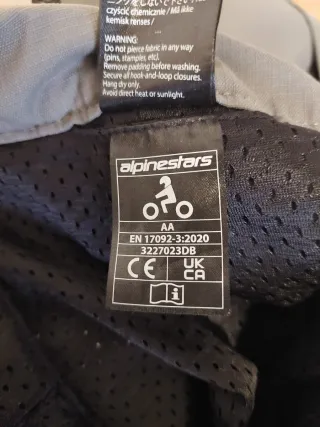 czyścić chemicznie / Må ikke
kemisk renses /
WARNING:
Do not pierce fabric in any way
(pins, staples, etc).
Remove padding before washing.
Secure all hook-and-loop closures.
Hang dry only.
Avoid direct heat or sunlight.
alpinestars
AA
EN 17092-3:2020
3227023DB
CE UK
CA
i